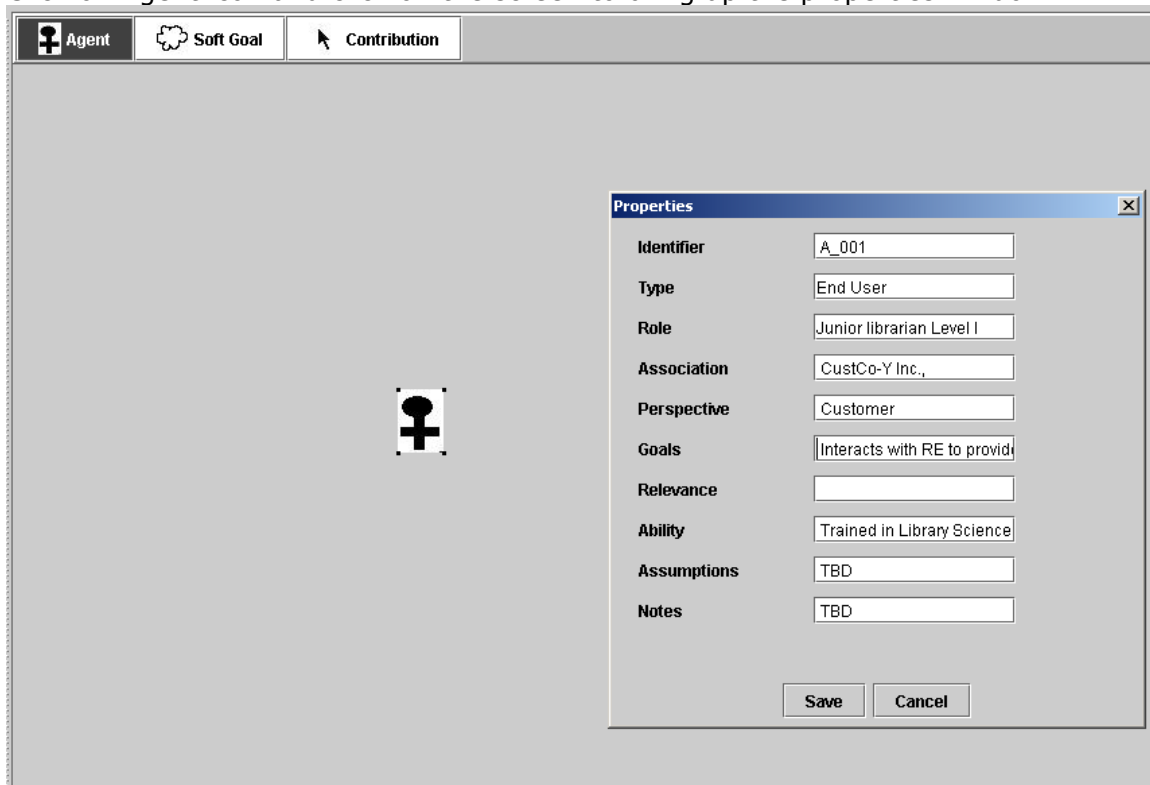 Agent Soft Goal Contribution
Properties
Identifier A_001
Type End User
Role Junior librarian Level I
Association CustCo-Y Inc.,
Perspective Customer
Goals Interacts with RE to provid
Relevance
Ability Trained in Library Science
Assumptions TBD
Notes TBD
Save Cancel